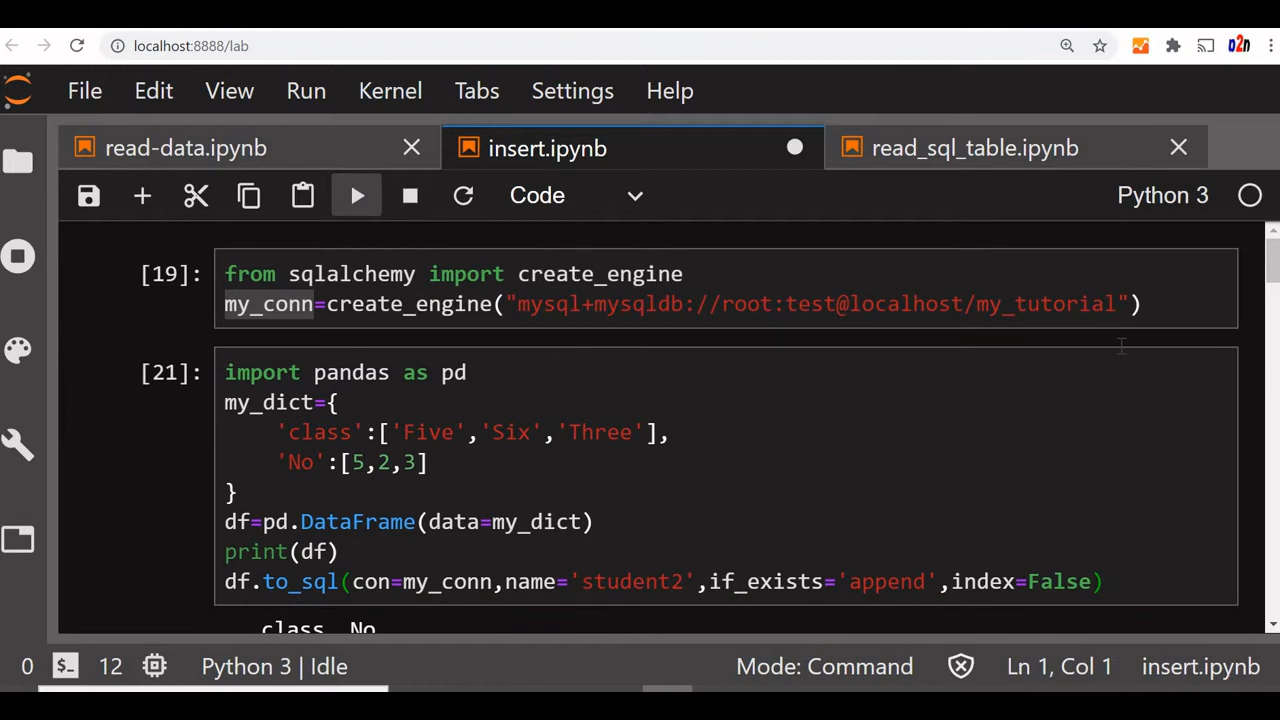 localhost:8888/lab
o2n
File Edit View Run Kernel Tabs Settings Help
read-data.ipynb insert.ipynb read_sql_table.ipynb
Code Python 3
[19]: from sqlalchemy import create_engine
my_conn=create_engine("mysql+mysqldb://root:test@localhost/my_tutorial")
[21]: import pandas as pd
my_dict={
'class':['Five','Six','Three'],
'No':[5,2,3]
}
df=pd.DataFrame(data=my_dict)
print(df)
df.to_sql(con=my_conn,name='student2',if_exists='append',index=False)
class No
0 $_ 12 Python 3 | Idle Mode: Command Ln 1, Col 1 insert.ipynb